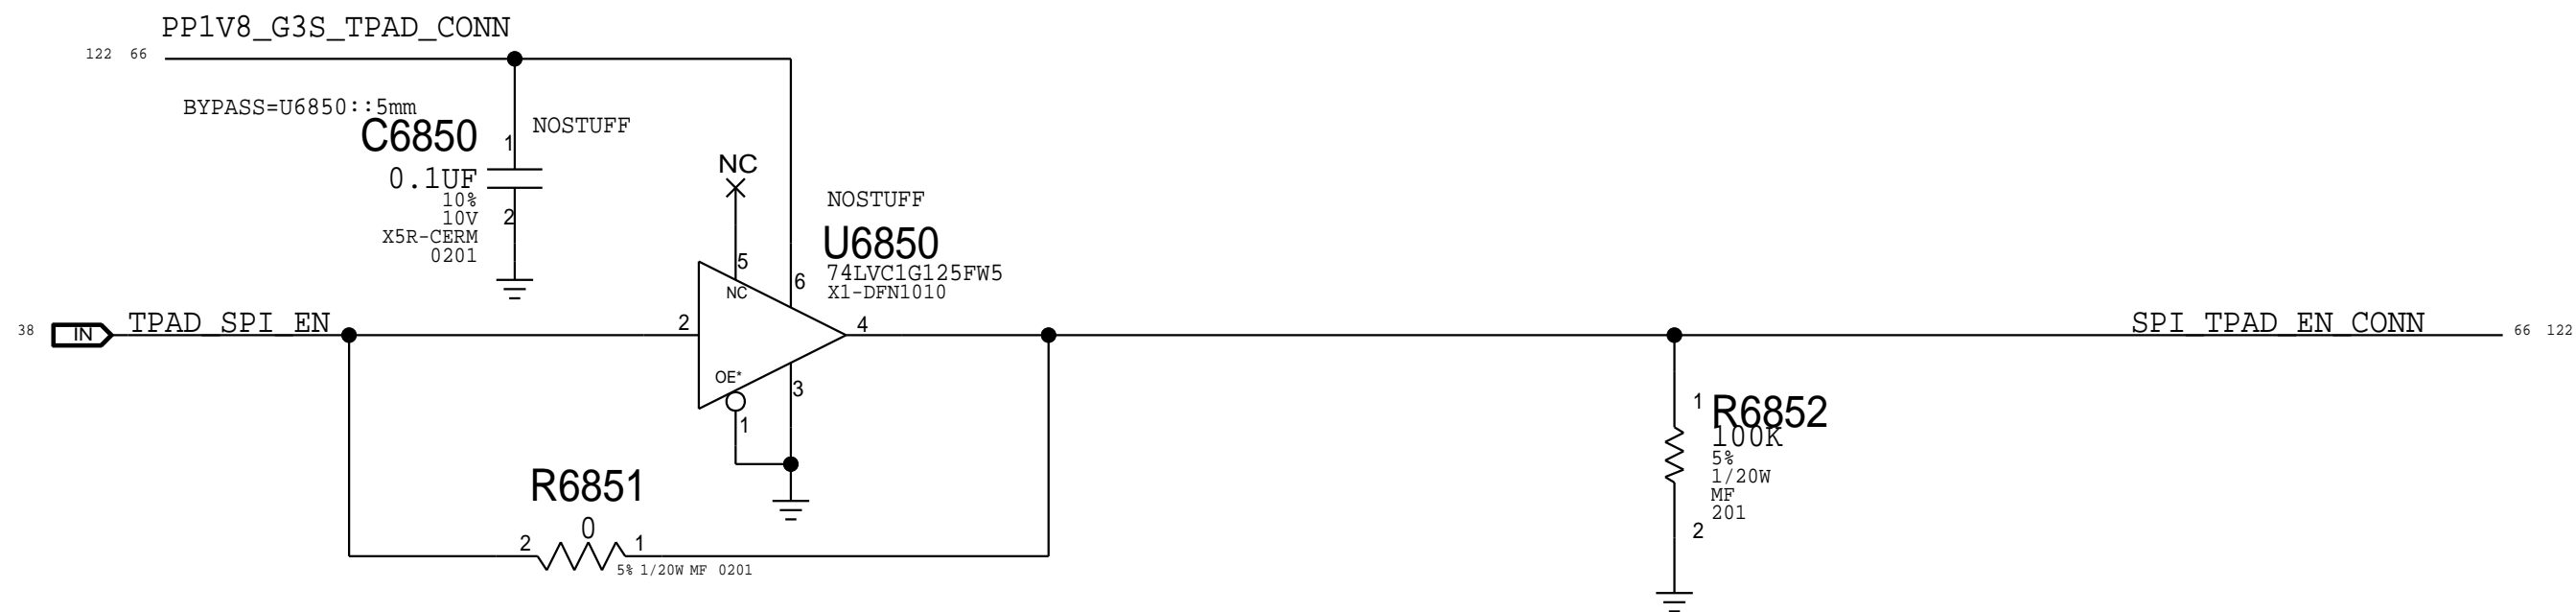 PP1V8_G3S_TPAD_CONN
122 66
BYPASS=U6850::5mm
C6850
1
NOSTUFF
0.1UF
10%
10V
2
X5R-CERM
0201
NC
NOSTUFF
U6850
74LVC1G125FW5
X1-DFN1010
5
6
NC
38
IN
TPAD_SPI_EN
2
4
SPI_TPAD_EN_CONN
66 122
OE*
3
1
1
R6852
100K
5%
1/20W
MF
201
2
R6851
0
2
1
5% 1/20W MF 0201